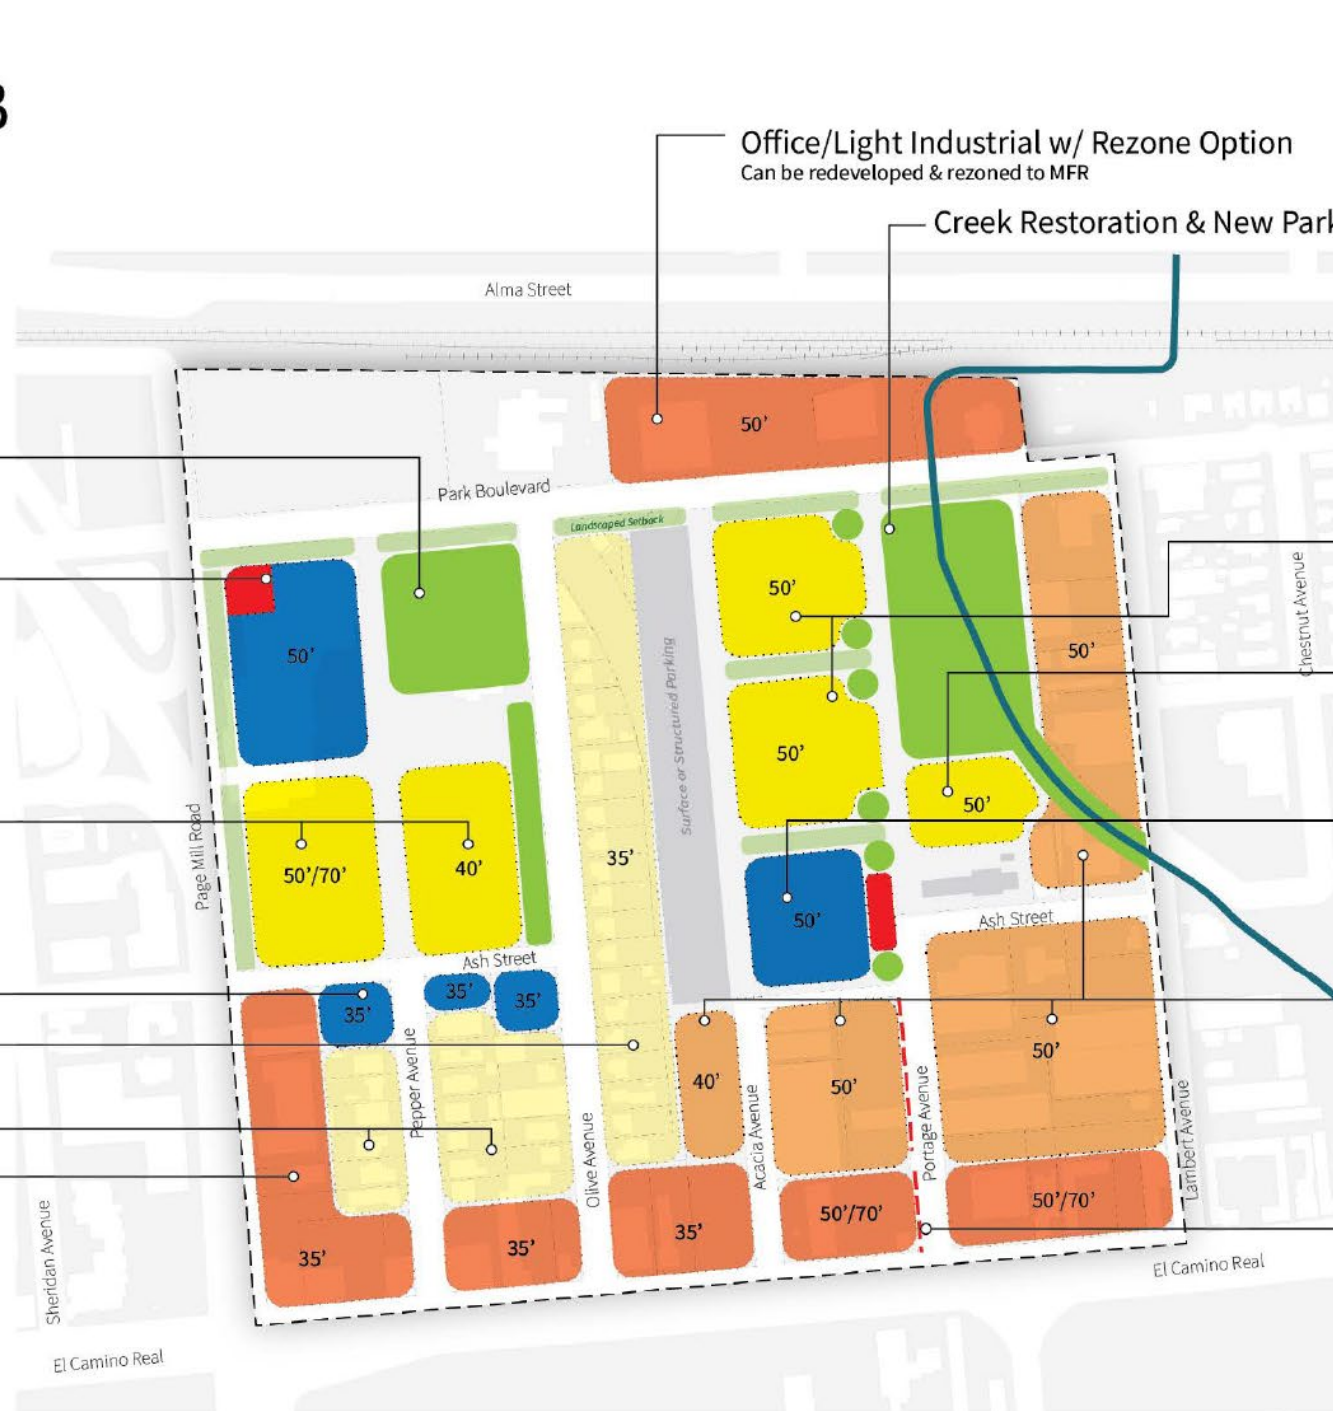 B
Office/Light Industrial w/ Rezone Option
Can be redeveloped & rezoned to MFR
Creek Restoration & New Park
Alma Street
50’
Park Boulevard
Landscaped Setback
50’
50’
50’
Chestnut Avenue
Surface or Structured Parking
50’
50’
Page Mill Road
50’/70’
40’
35’
50’
Ash Street
Ash Street
35’
35’
35’
50’
Pepper Avenue
40’
50’
Acacia Avenue
Portage Avenue
Olive Avenue
Lambert Avenue
Sheridan Avenue
35’
35’
35’
50’/70’
50’/70’
El Camino Real
El Camino Real